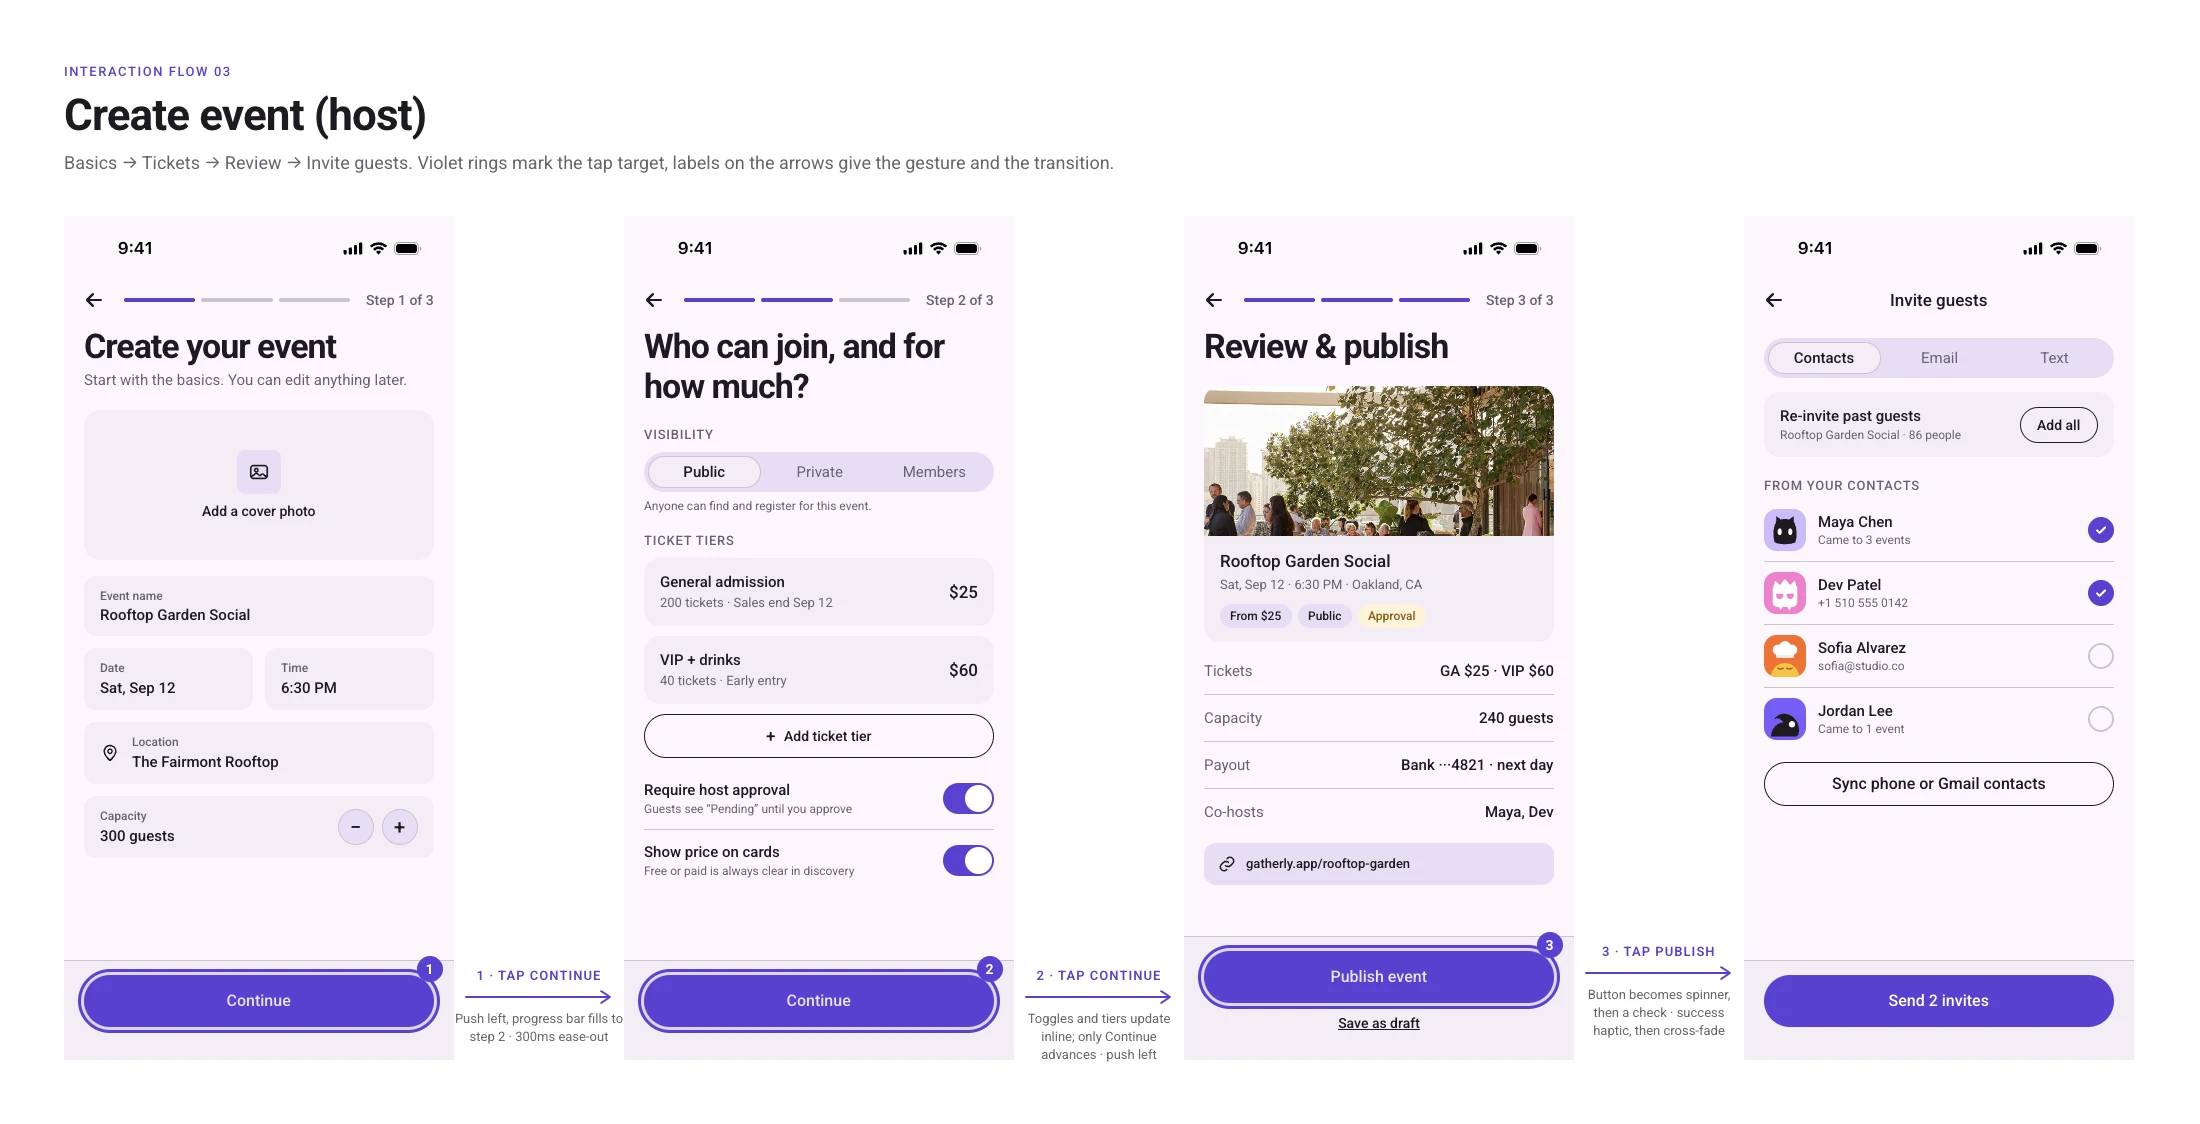 INTERACTION FLOW 03
Create event (host)
Basics → Tickets → Review → Invite guests. Violet rings mark the tap target, labels on the arrows give the gesture and the transition.
9:41
Step 1 of 3
Create your event
Start with the basics. You can edit anything later.
Add a cover photo
Event name
Rooftop Garden Social
Date
Sat, Sep 12
Time
6:30 PM
Location
The Fairmont Rooftop
Capacity
300 guests
1
Continue
1 · TAP CONTINUE
Push left, progress bar fills to
step 2 · 300ms ease-out
9:41
Step 2 of 3
Who can join, and for
how much?
VISIBILITY
Public
Private
Members
Anyone can find and register for this event.
TICKET TIERS
General admission
200 tickets · Sales end Sep 12
$25
VIP + drinks
40 tickets · Early entry
$60
+ Add ticket tier
Require host approval
Guests see “Pending” until you approve
Show price on cards
Free or paid is always clear in discovery
2
Continue
2 · TAP CONTINUE
Toggles and tiers update
inline; only Continue
advances · push left
9:41
Step 3 of 3
Review & publish
Rooftop Garden Social
Sat, Sep 12 · 6:30 PM · Oakland, CA
From $25
Public
Approval
Tickets
GA $25 · VIP $60
Capacity
240 guests
Payout
Bank ···4821 · next day
Co-hosts
Maya, Dev
gatherly.app/rooftop-garden
3
Publish event
Save as draft
3 · TAP PUBLISH
Button becomes spinner,
then a check · success
haptic, then cross-fade
9:41
Invite guests
Contacts
Email
Text
Re-invite past guests
Rooftop Garden Social · 86 people
Add all
FROM YOUR CONTACTS
Maya Chen
Came to 3 events
Dev Patel
+1 510 555 0142
Sofia Alvarez
sofia@studio.co
Jordan Lee
Came to 1 event
Sync phone or Gmail contacts
Send 2 invites